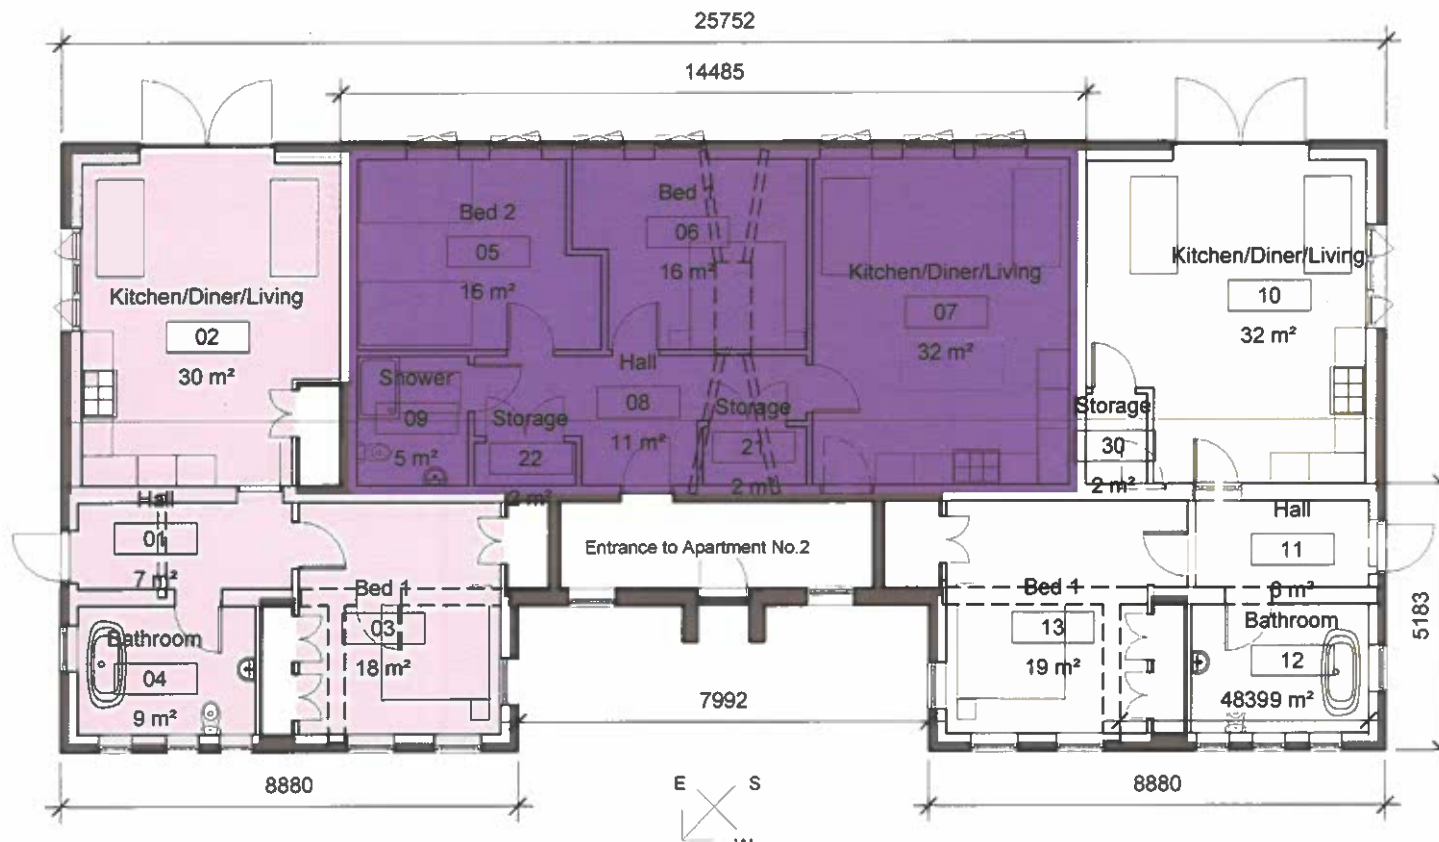 25752
14485
Bed 2
05
16 m²
Bed
06
16 m²
Kitchen/Diner/Living
02
30 m²
Kitchen/Diner/Living
07
32 m²
Kitchen/Diner/Living
10
32 m²
Shower
09
5 m²
Storage
22
2 m²
Hall
08
11 m²
Storage
21
2 m²
Storage
30
2 m²
Hall
01
7 m²
Entrance to Apartment No.2
Hall
11
Bed 1
03
18 m²
Bed 1
13
19 m²
Bathroom
04
9 m²
Bathroom
12
48399 m²
5183
7992
8880
8880
E S